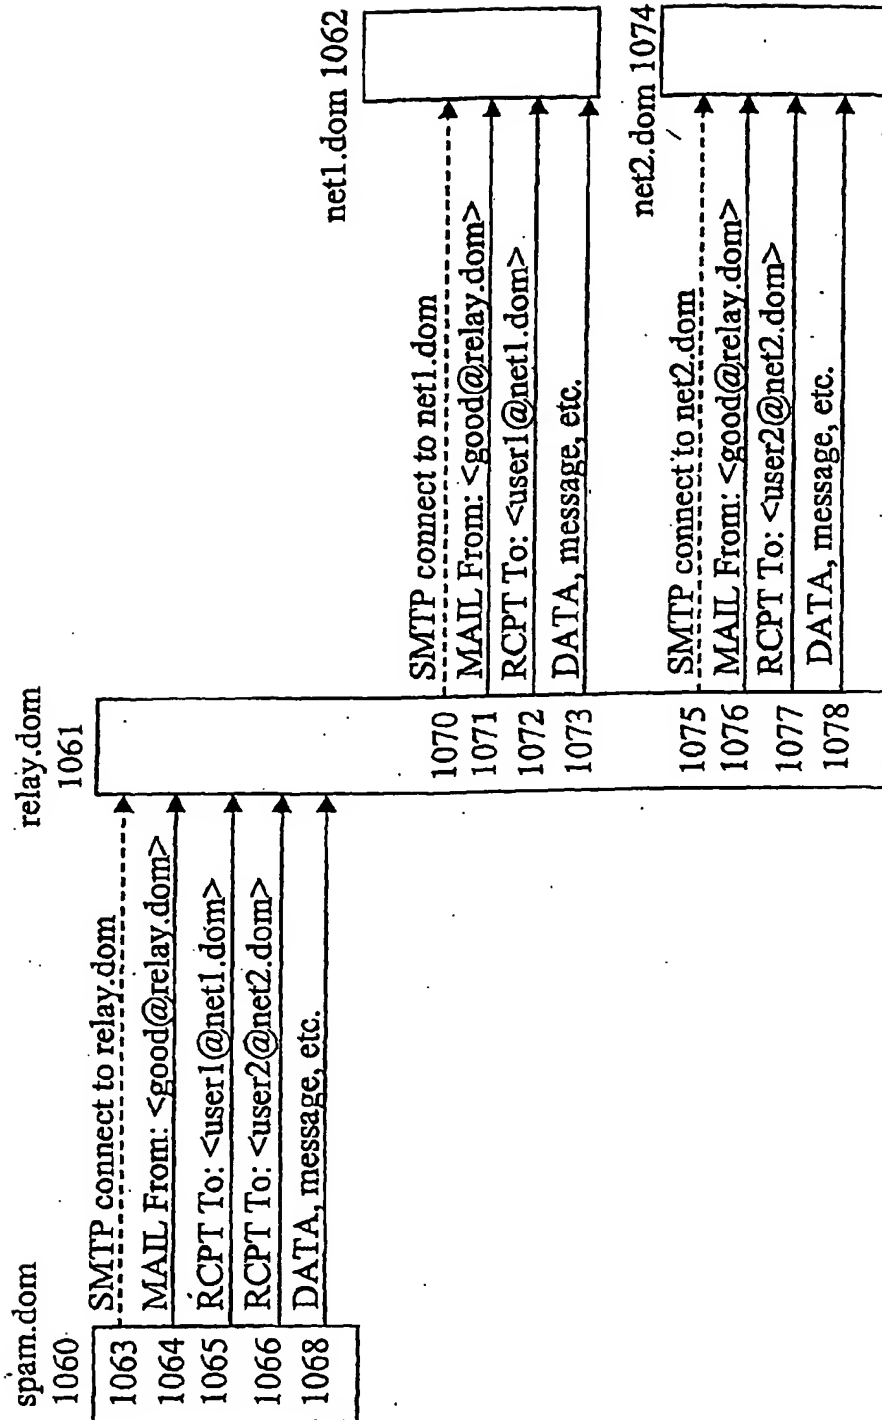 spam.dom
1060
1063 SMTP connect to relay.dom
1064 MAIL From: <good@relay.dom>
1065 RCPT To: <user1@net1.dom>
1066 RCPT To: <user2@net2.dom>
1068 DATA, message, etc.
relay.dom
1061
1070 SMTP connect to net1.dom
1071 MAIL From: <good@relay.dom>
1072 RCPT To: <user1@net1.dom>
1073 DATA, message, etc.
1075 SMTP connect to net2.dom
1076 MAIL From: <good@relay.dom>
1077 RCPT To: <user2@net2.dom>
1078 DATA, message, etc.
net1.dom 1062
net2.dom 1074